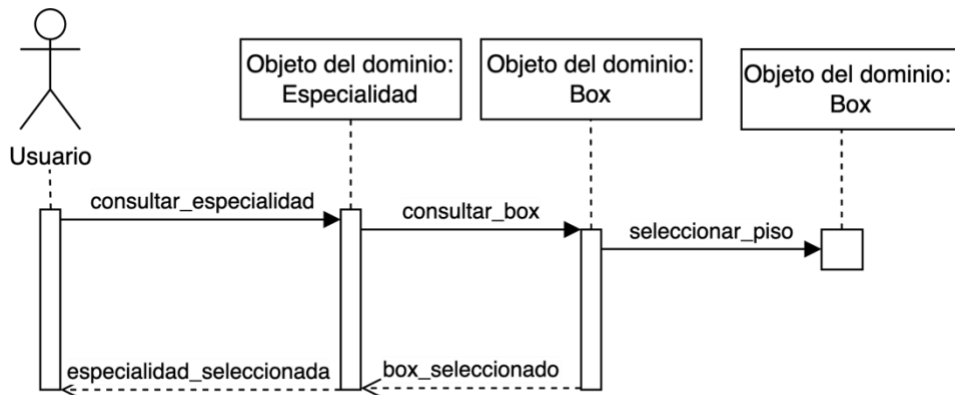 Objeto del dominio:
Especialidad
Objeto del dominio:
Box
Objeto del dominio:
Box
Usuario
consultar_especialidad
consultar_box
seleccionar_piso
especialidad_seleccionada
box_seleccionado